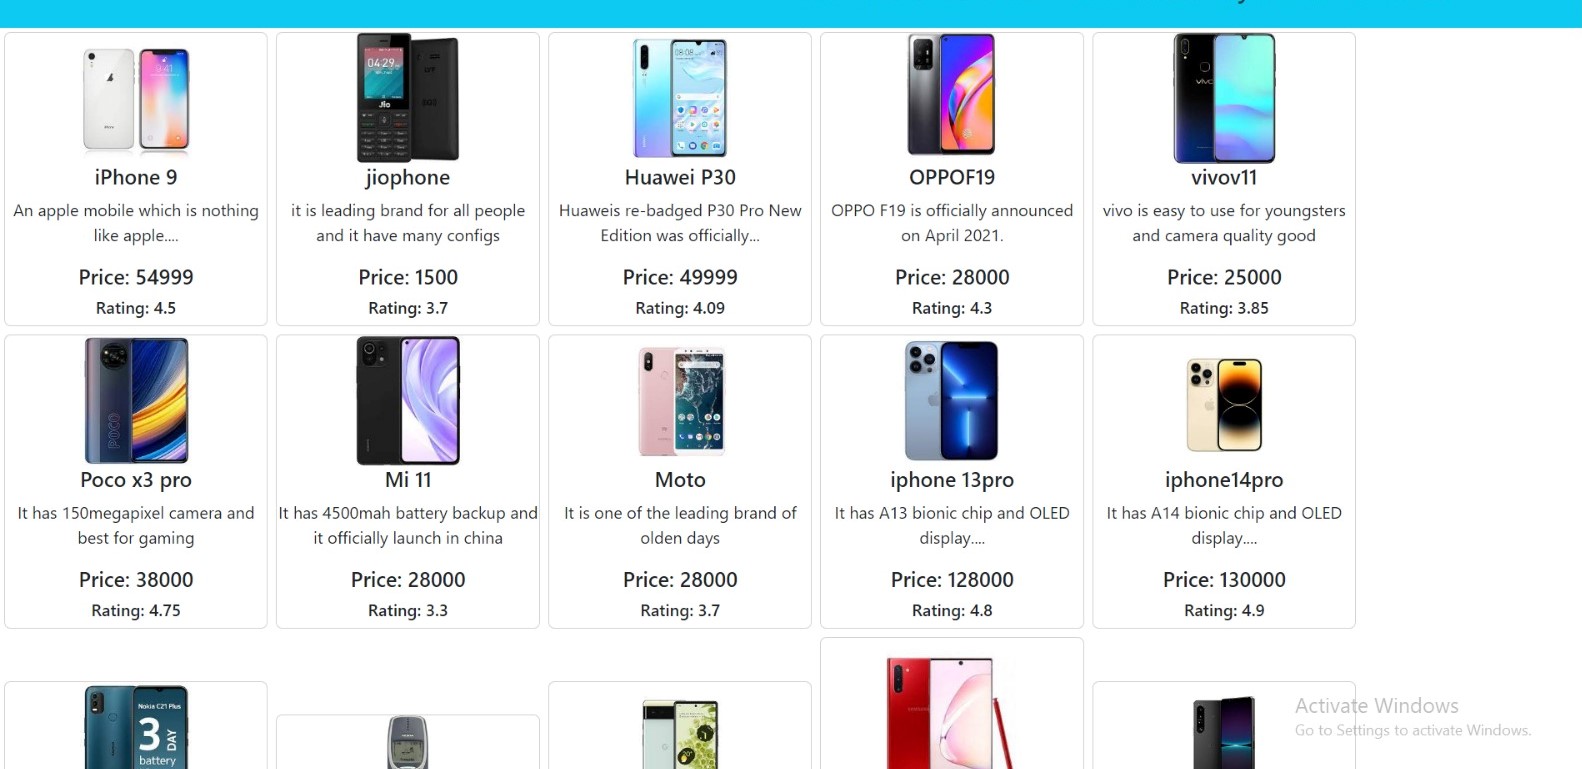 iPhone 9
An apple mobile which is nothing
like apple....
Price: 54999
Rating: 4.5
04:29
Jio
jiophone
it is leading brand for all people
and it have many configs
Price: 1500
Rating: 3.7
08:08
Huawei P30
Huaweis re-badged P30 Pro New
Edition was officially...
Price: 49999
Rating: 4.09
OPPOF19
OPPO F19 is officially announced
on April 2021.
Price: 28000
Rating: 4.3
vivo
vivov11
vivo is easy to use for youngsters
and camera quality good
Price: 25000
Rating: 3.85
POCO
Poco x3 pro
It has 150megapixel camera and
best for gaming
Price: 38000
Rating: 4.75
Mi 11
It has 4500mah battery backup and
it officially launch in china
Price: 28000
Rating: 3.3
Moto
It is one of the leading brand of
olden days
Price: 28000
Rating: 3.7
iphone 13pro
It has A13 bionic chip and OLED
display....
Price: 128000
Rating: 4.8
iphone14pro
It has A14 bionic chip and OLED
display....
Price: 130000
Rating: 4.9
Nokia C21 Plus
3 DAY
battery
Activate Windows
Go to Settings to activate Windows.